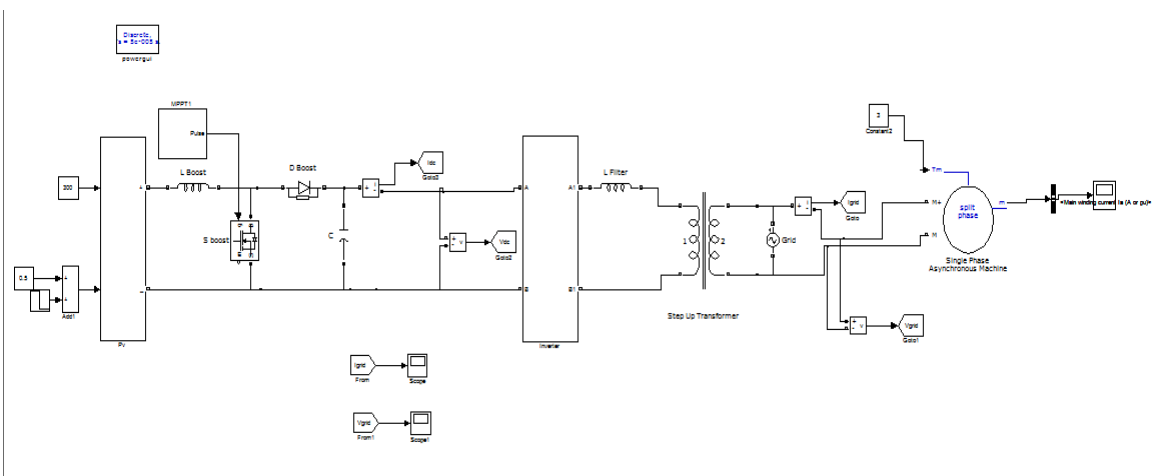 Discrete,
s = 5e-005 s.
powergui
MPPT1
Pulse
L Boost
D Boost
Idc
Goto3
300
+
-
S boost
C
+
-
v
Vdc
Goto2
0.5
+
+
Add1
Pv
A
B
A1
B1
Inverter
L Filter
1
2
Step Up Transformer
Grid
+
-
i
Igrid
Goto
+
-
v
Vgrid
Goto1
Constant2
Tm
M+
M-
split
phase
m
Single Phase
Asynchronous Machine
<Main winding current Ia (A or pu)>
Igrid
From
Scope
Vgrid
From1
Scope1